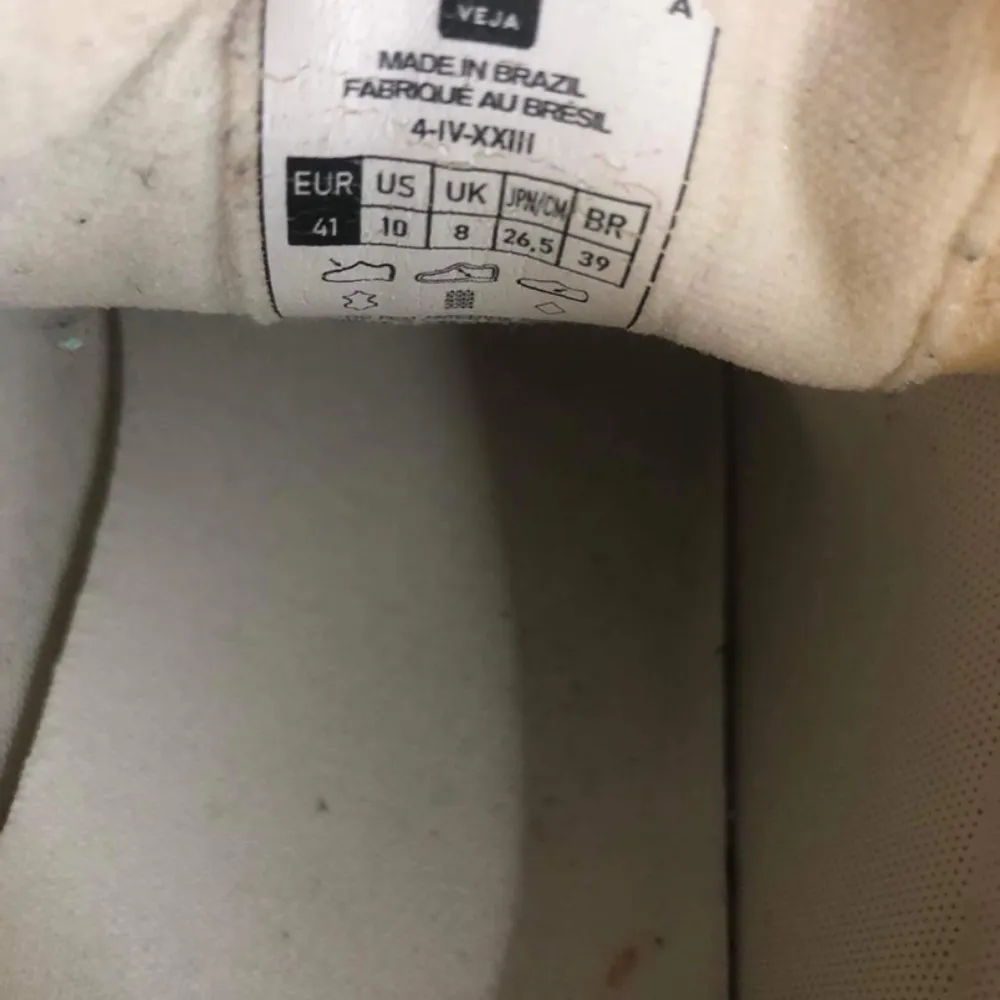 A
VEJA
MADE IN BRAZIL
FABRIQUÉ AU BRÉSIL
4-IV-XXIII
EUR US UK JPN/CM BR
41 10 8 26,5 39